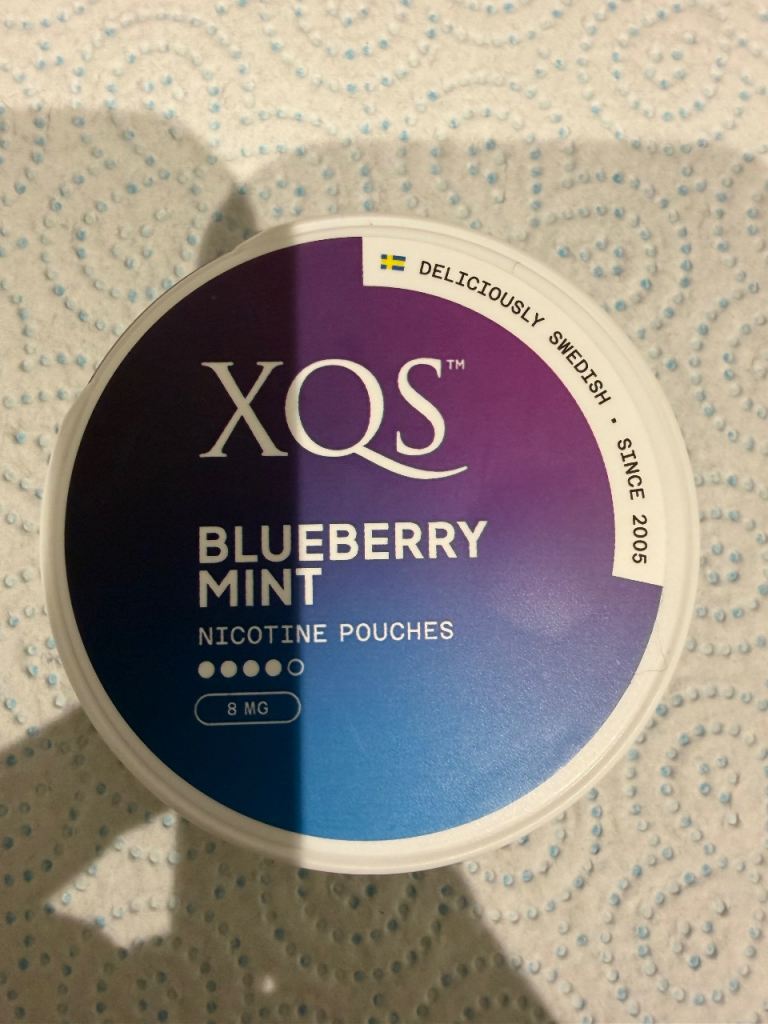 DELICIOUSLY SWEDISH • SINCE 2005
XQS™
BLUEBERRY
MINT
NICOTINE POUCHES
8 MG